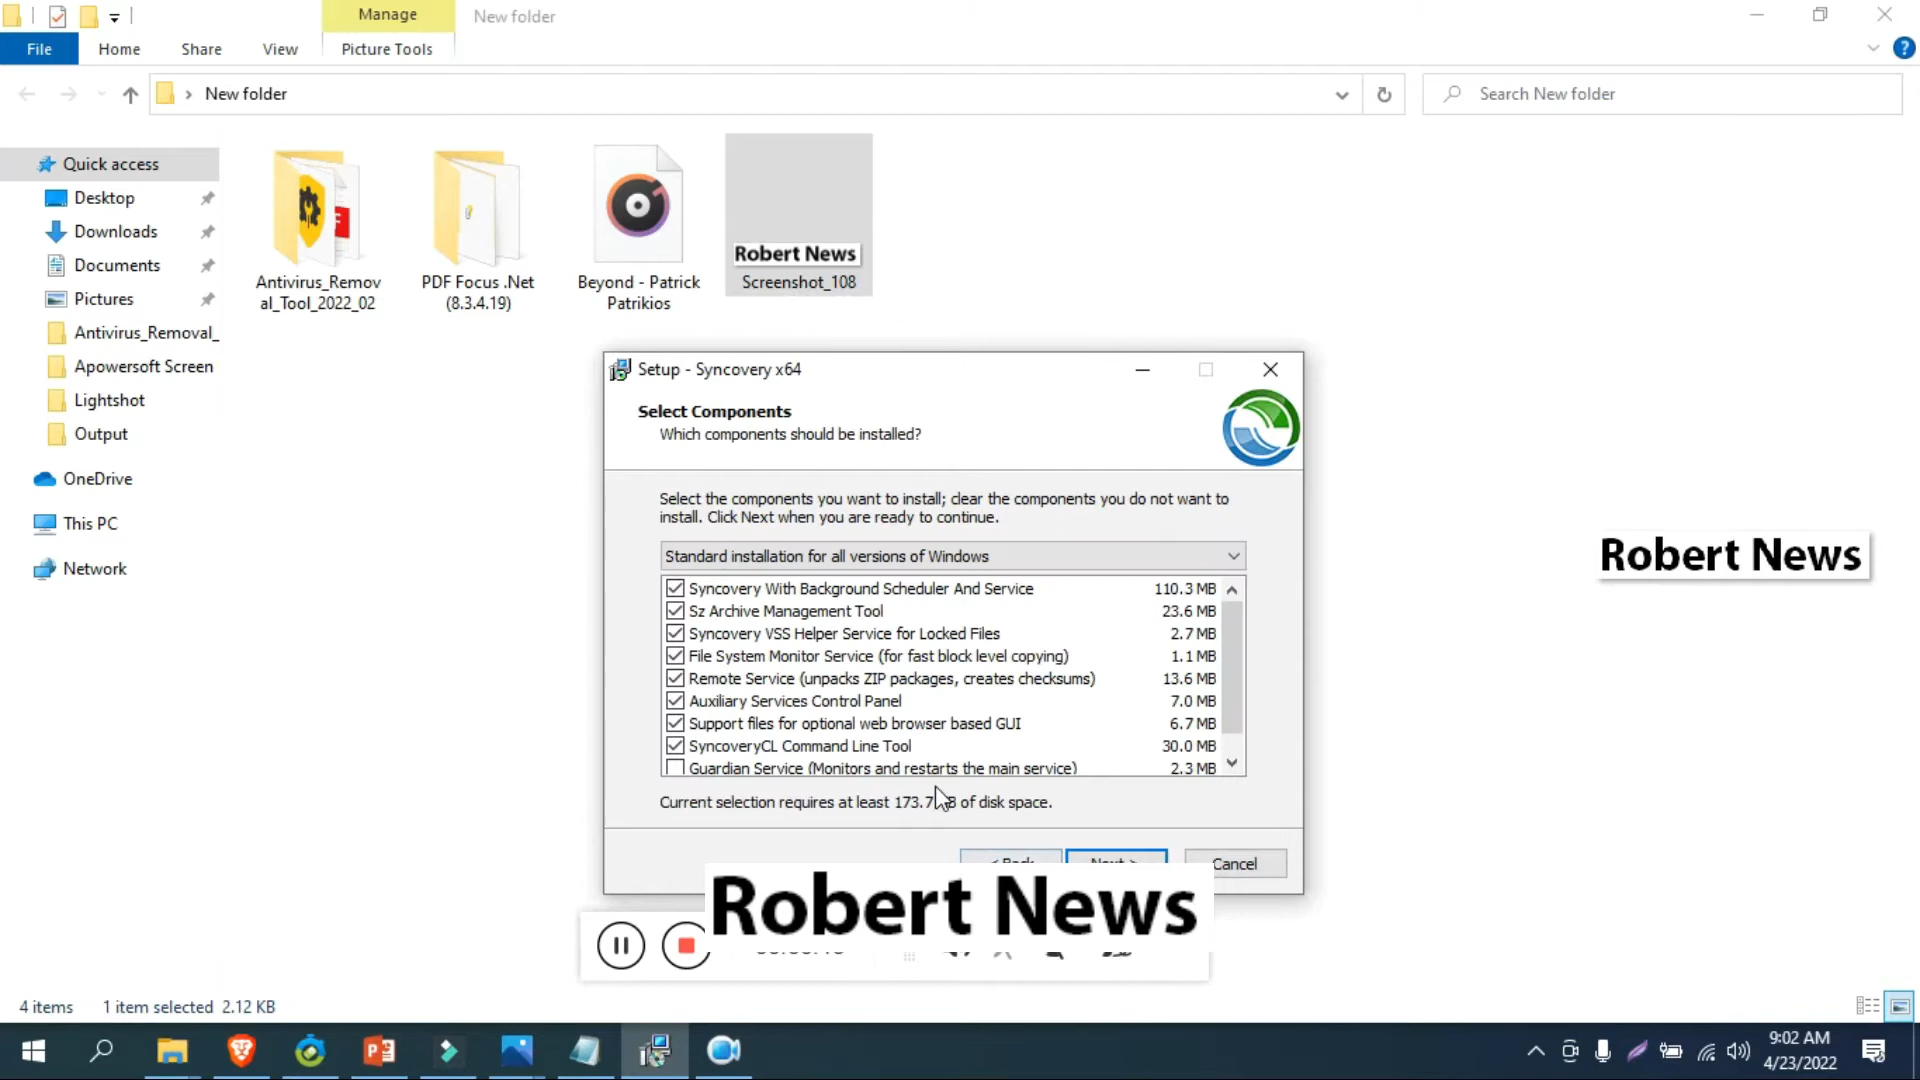 Manage
New folder
File
Home
Share
View
Picture Tools
New folder
Search New folder
Quick access
Desktop
Downloads
Documents
Pictures
Antivirus_Removal_
Apowersoft Screen
Lightshot
Output
OneDrive
This PC
Network
Antivirus_Remov
al_Tool_2022_02
PDF Focus .Net
(8.3.4.19)
Beyond - Patrick
Patrikios
Robert News
Screenshot_108
Setup - Syncovery x64
Select Components
Which components should be installed?
Select the components you want to install; clear the components you do not want to
install. Click Next when you are ready to continue.
Standard installation for all versions of Windows
Syncovery With Background Scheduler And Service 110.3 MB
Sz Archive Management Tool 23.6 MB
Syncovery VSS Helper Service for Locked Files 2.7 MB
File System Monitor Service (for fast block level copying) 1.1 MB
Remote Service (unpacks ZIP packages, creates checksums) 13.6 MB
Auxiliary Services Control Panel 7.0 MB
Support files for optional web browser based GUI 6.7 MB
SyncoveryCL Command Line Tool 30.0 MB
Guardian Service (Monitors and restarts the main service) 2.3 MB
Current selection requires at least of disk space.
< Back
Next >
Cancel
Robert News
Robert News
4 items
1 item selected 2.12 KB
9:02 AM
4/23/2022